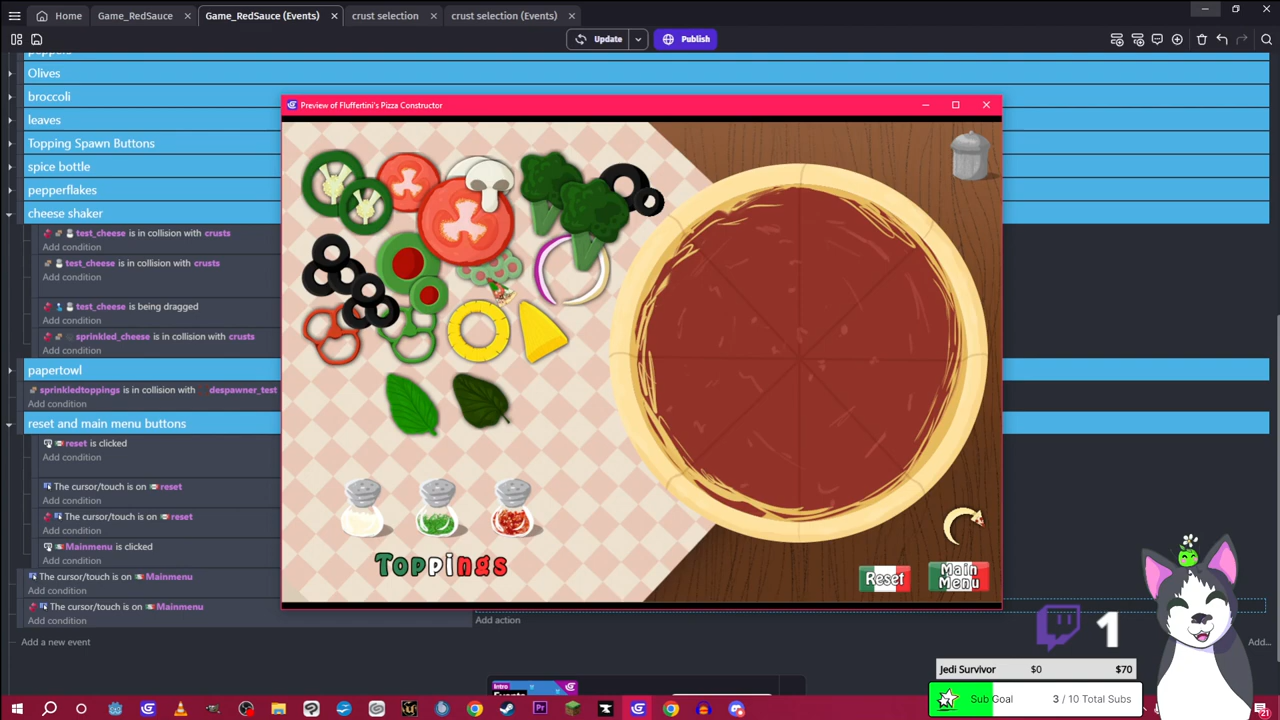 Home
Game_RedSauce
Game_RedSauce (Events)
crust selection
crust selection (Events)
Update
Publish
Olives
broccoli
leaves
Topping Spawn Buttons
spice bottle
pepperflakes
cheese shaker
test_cheese is in collision with crusts
Add condition
test_cheese is in collision with crusts
Add condition
test_cheese is being dragged
Add condition
sprinkled_cheese is in collision with crusts
Add condition
papertowl
sprinkledtoppings is in collision with despawner_test
Add condition
reset and main menu buttons
reset is clicked
Add condition
The cursor/touch is on reset
Add condition
The cursor/touch is on reset
Add condition
Mainmenu is clicked
Add condition
The cursor/touch is on Mainmenu
Add condition
The cursor/touch is on Mainmenu
Add condition
Add action
Add a new event
Add...
Preview of Fluffertini's Pizza Constructor
Toppings
Reset
Main
Menu
1
Jedi Survivor $0 $70
Sub Goal 3 / 10 Total Subs
Intro
Events
21